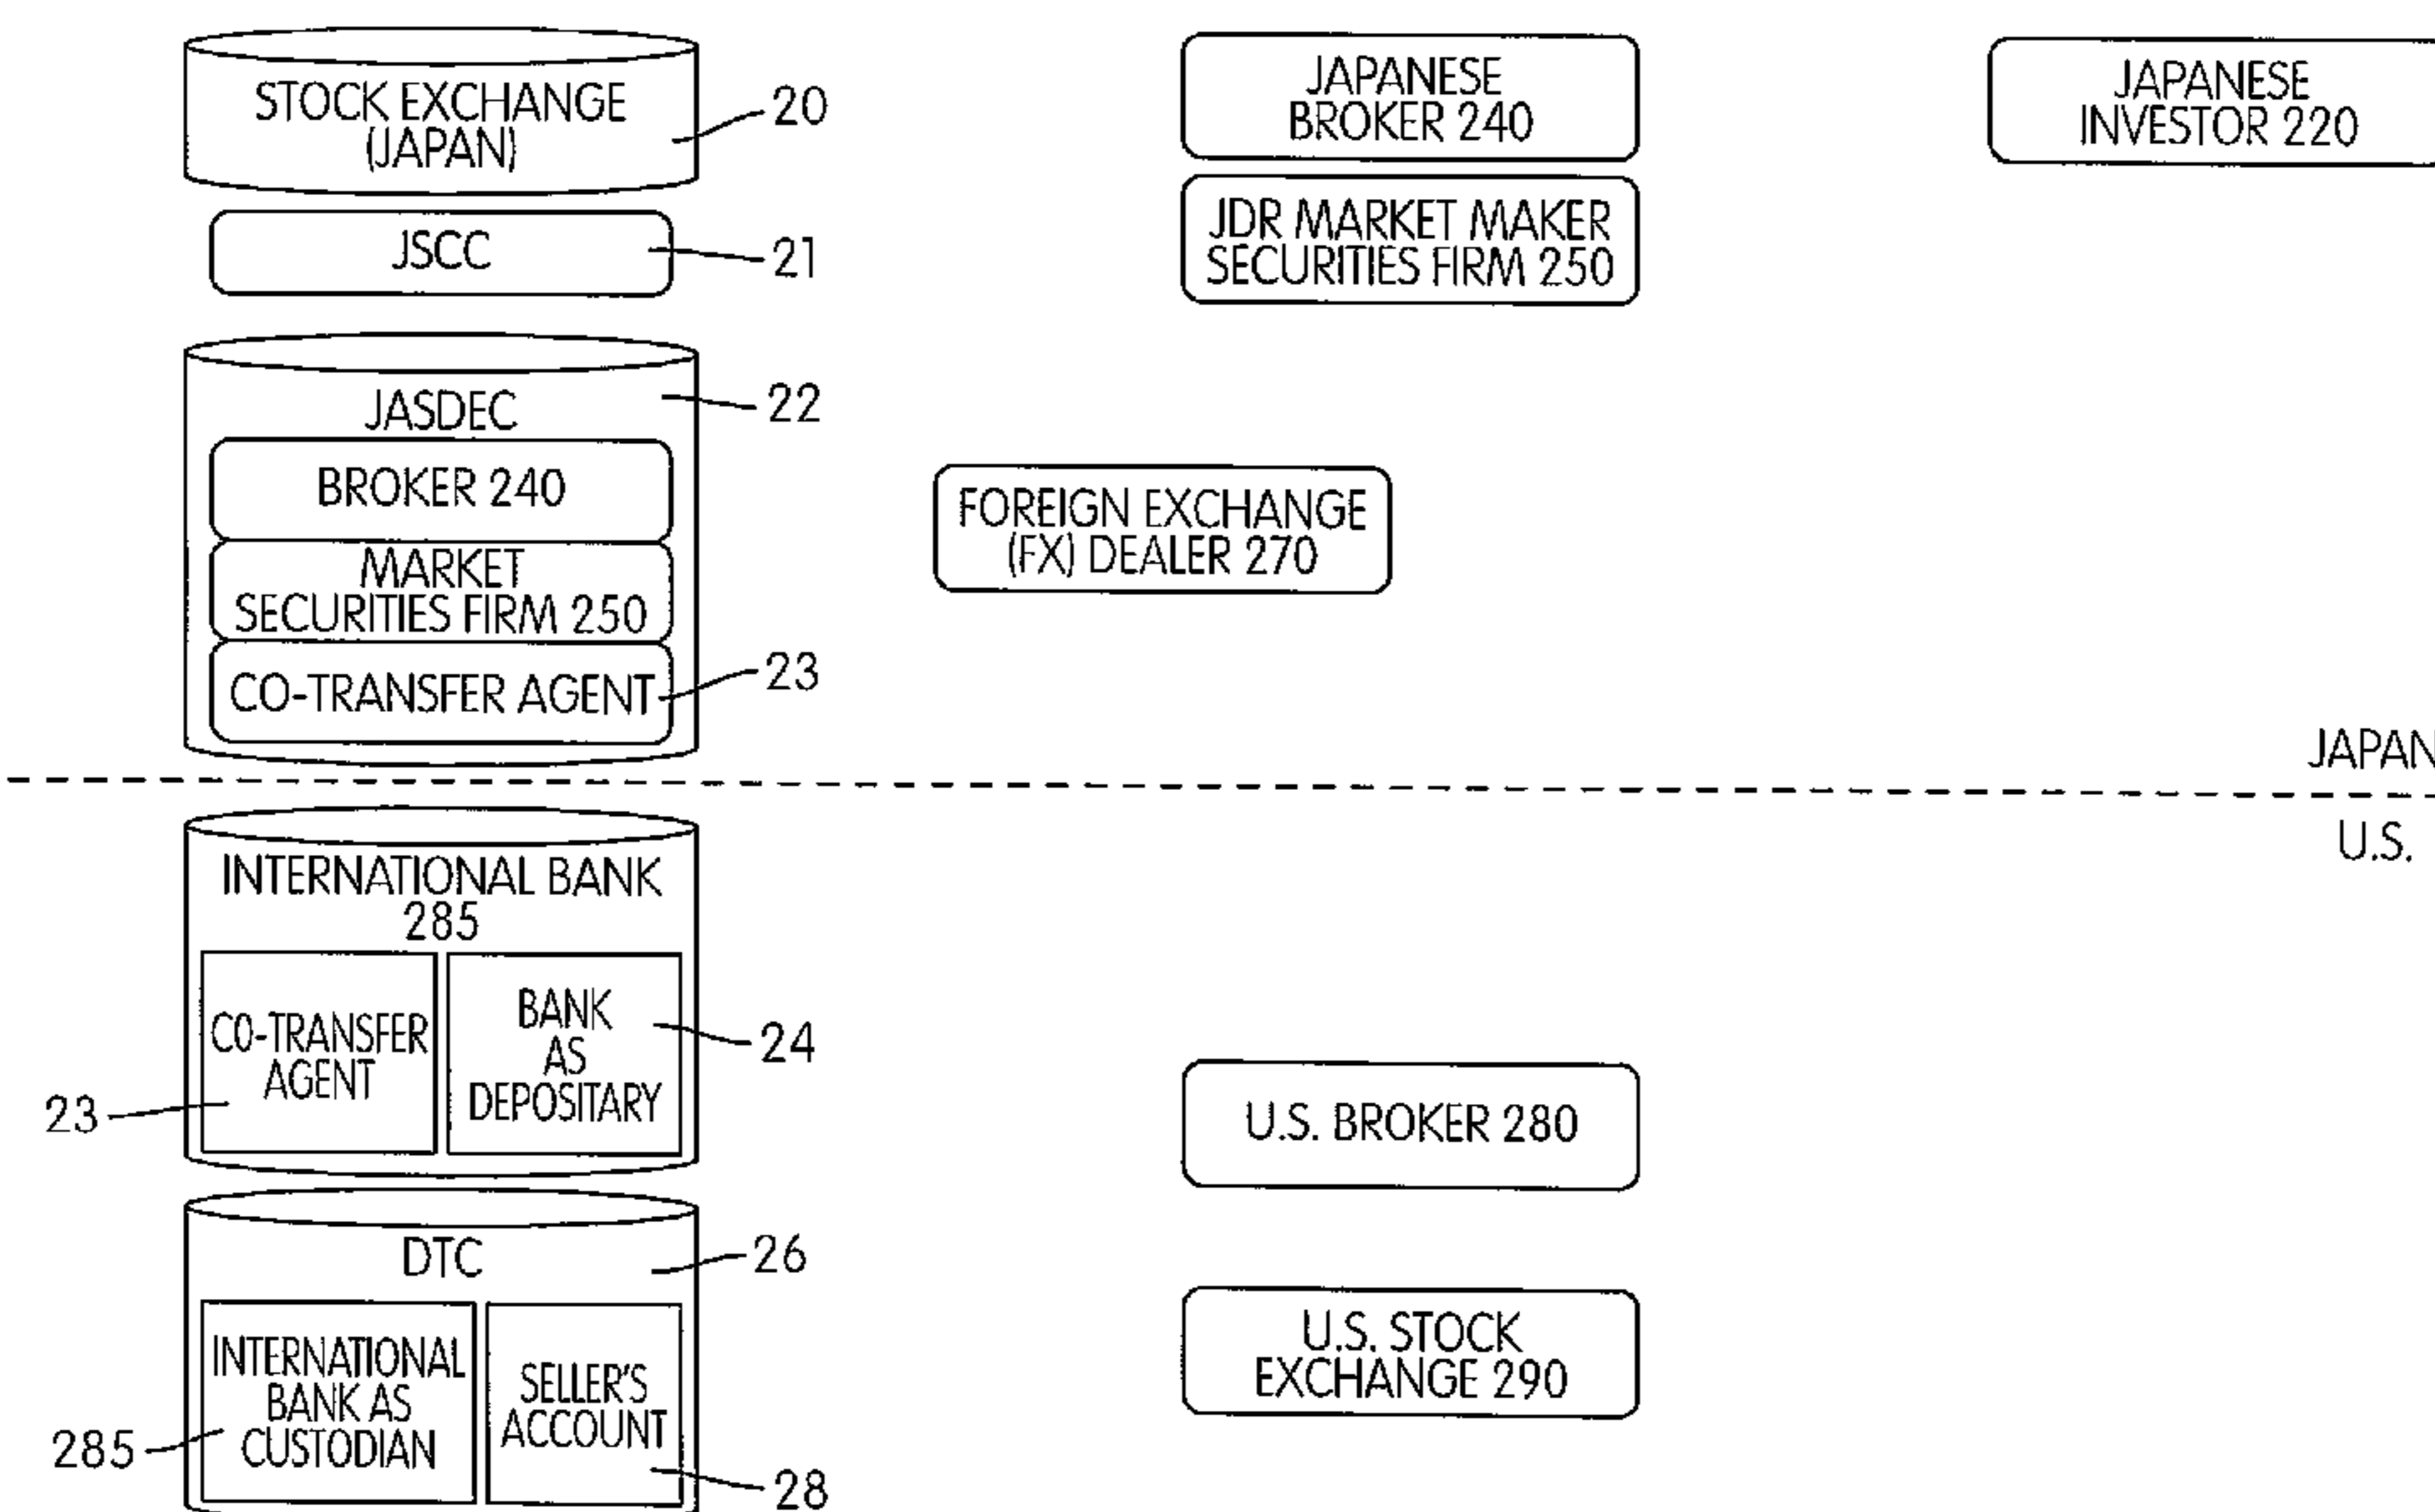 STOCK EXCHANGE
(JAPAN)
20
JAPANESE
BROKER 240
JAPANESE
INVESTOR 220
JSCC
21
JDR MARKET MAKER
SECURITIES FIRM 250
JASDEC
22
BROKER 240
MARKET
SECURITIES FIRM 250
CO-TRANSFER AGENT
23
FOREIGN EXCHANGE
(FX) DEALER 270
JAPAN
U.S.
INTERNATIONAL BANK
285
CO-TRANSFER
AGENT
23
BANK
AS
DEPOSITARY
24
U.S. BROKER 280
DTC
26
INTERNATIONAL
BANK AS
CUSTODIAN
285
SELLER'S
ACCOUNT
28
U.S. STOCK
EXCHANGE 290